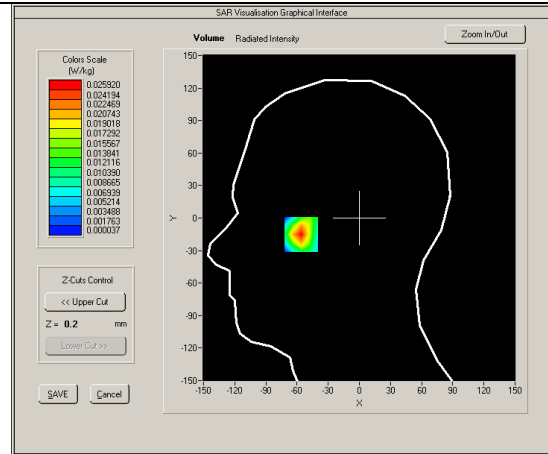 SAR Visualisation Graphical Interface
Volume Radiated Intensity
Zoom In/Out
Colors Scale
(W/kg)
0.025920
0.024194
0.022469
0.020743
0.019018
0.017292
0.015567
0.013841
0.012116
0.010390
0.008665
0.006939
0.005214
0.003488
0.001763
0.000037
Z-Cuts Control
<< Upper Cut
Z = 0.2 mm
Lower Cut >>
SAVE Cancel
150
120
90
60
30
0
-30
-60
-90
-120
-150
Y
-150 -120 -90 -60 -30 0 30 60 90 120 150
X